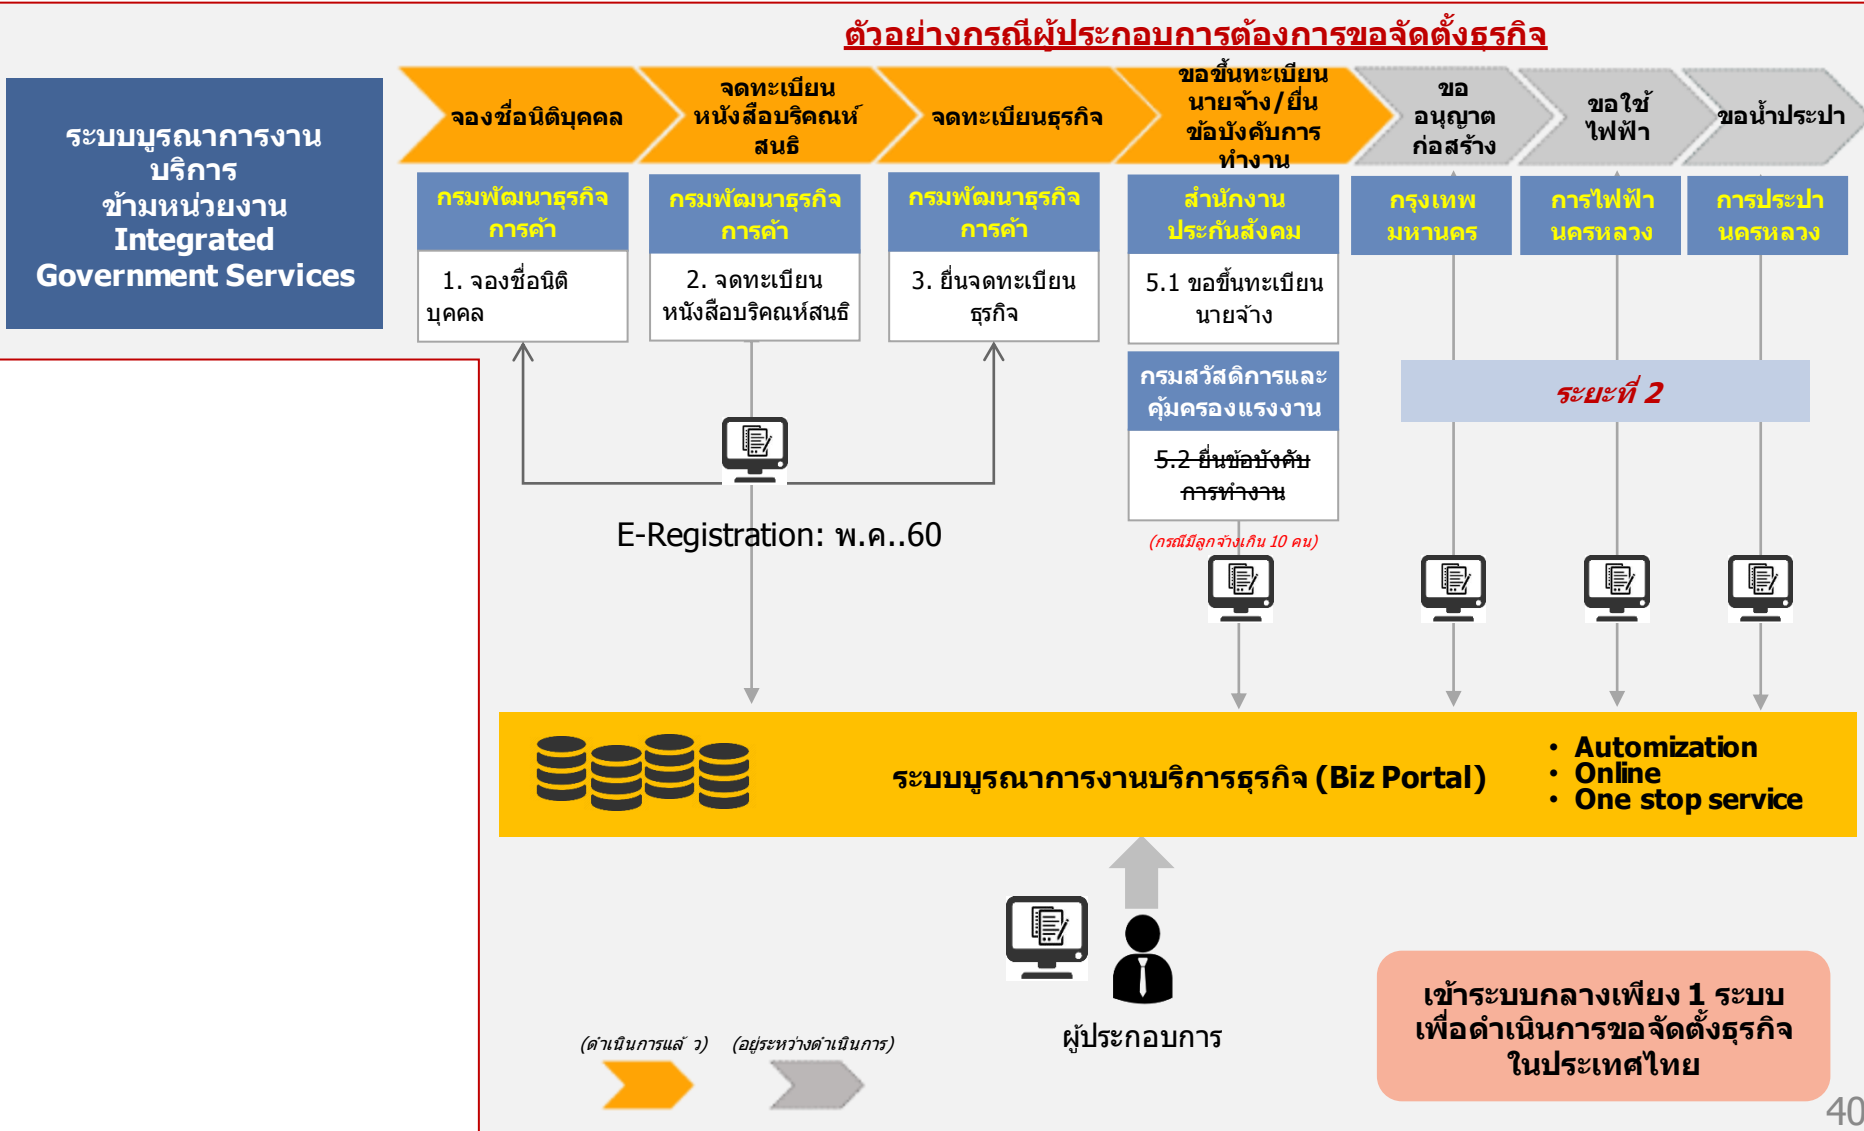 ตัวอย่างกรณีผู้ประกอบการต้องการขอจัดตั้งธุรกิจ
ระบบบูรณาการงาน
บริการ
ข้ามหน่วยงาน
Integrated
Government Services
จองชื่อนิติบุคคล
จดทะเบียน
หนังสือบริคณห์
สนธิ
จดทะเบียนธุรกิจ
ขอขึ้นทะเบียน
นายจ้าง/ยื่น
ข้อบังคับการ
ทำงาน
ขอ
อนุญาต
ก่อสร้าง
ขอใช้
ไฟฟ้า
ขอน้ำประปา
กรมพัฒนาธุรกิจ
การค้า
กรมพัฒนาธุรกิจ
การค้า
กรมพัฒนาธุรกิจ
การค้า
สำนักงาน
ประกันสังคม
กรุงเทพ
มหานคร
การไฟฟ้า
นครหลวง
การประปา
นครหลวง
1. จองชื่อนิติ
บุคคล
2. จดทะเบียน
หนังสือบริคณห์สนธิ
3. ยื่นจดทะเบียน
ธุรกิจ
5.1 ขอขึ้นทะเบียน
นายจ้าง
กรมสวัสดิการและ
คุ้มครองแรงงาน
5.2 ยื่นข้อบังคับ
การทำงาน
(กรณีมีลูกจ้างเกิน 10 คน)
ระยะที่ 2
E-Registration: พ.ค..60
ระบบบูรณาการงานบริการธุรกิจ (Biz Portal)
• Automization
• Online
• One stop service
ผู้ประกอบการ
(ดำเนินการแล้ว)
(อยู่ระหว่างดำเนินการ)
เข้าระบบกลางเพียง 1 ระบบ
เพื่อดำเนินการขอจัดตั้งธุรกิจ
ในประเทศไทย
40